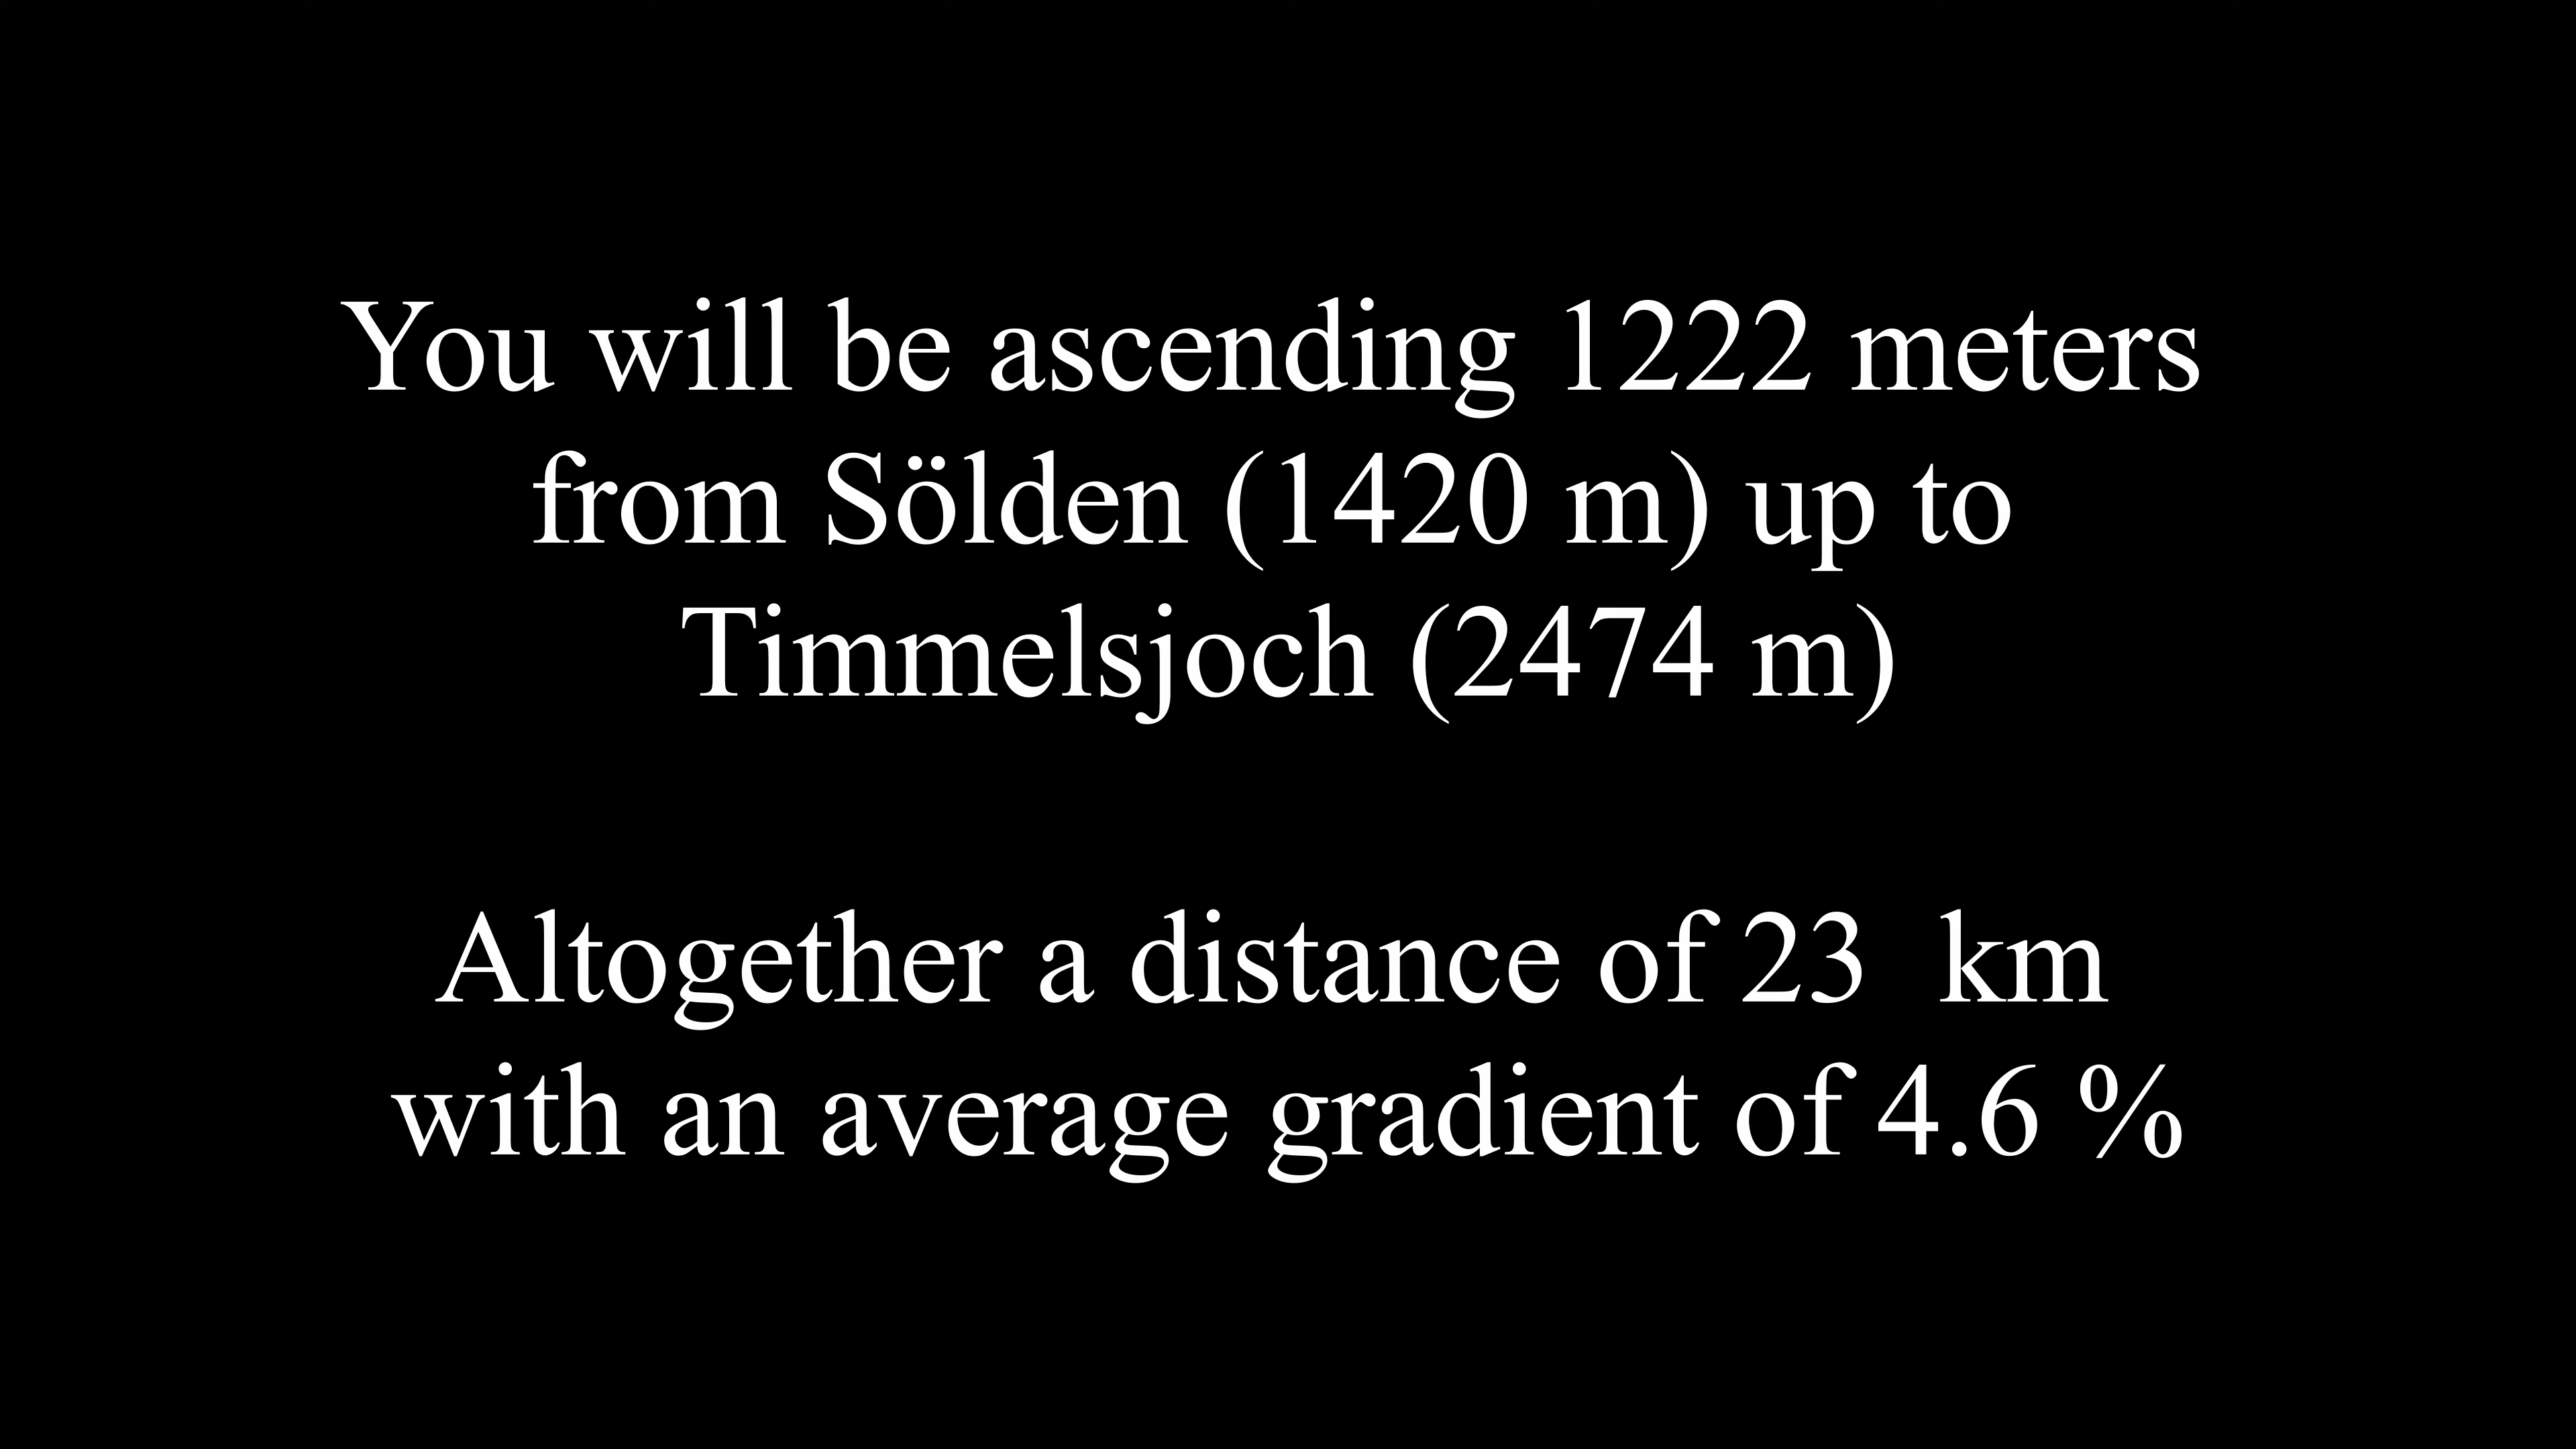 You will be ascending 1222 meters
from Sölden (1420 m) up to
Timmelsjoch (2474 m)
Altogether a distance of 23  km
with an average gradient of 4.6 %